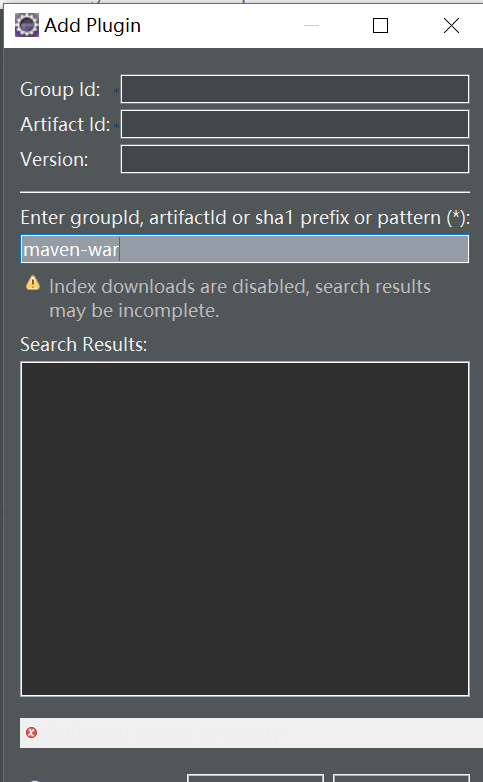 Add Plugin
Group Id: *
Artifact Id: *
Version:
Enter groupId, artifactId or sha1 prefix or pattern (*):
maven-war
Index downloads are disabled, search results
may be incomplete.
Search Results: